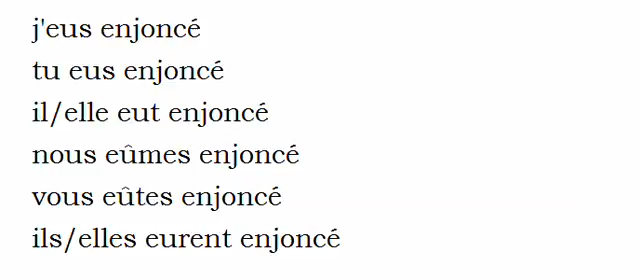 j'eus enjoncé
tu eus enjoncé
il/elle eut enjoncé
nous eûmes enjoncé
vous eûtes enjoncé
ils/elles eurent enjoncé